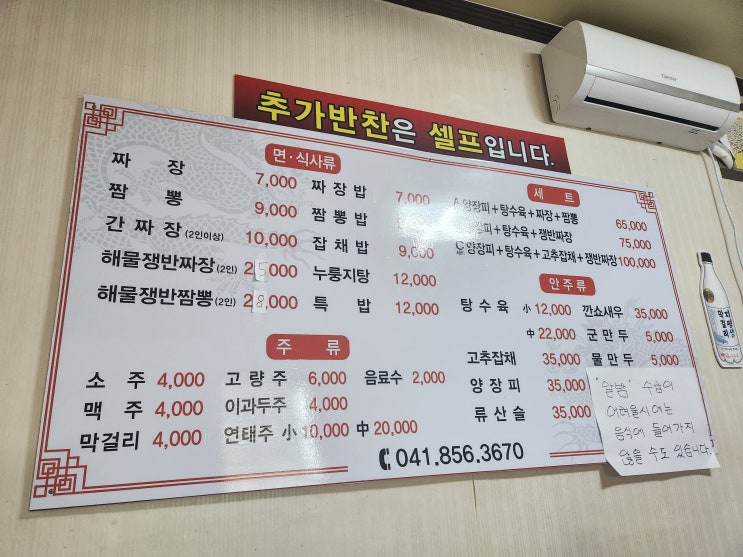 추가반찬은 셀프입니다.
Carrier
면·식사류
짜 장 7,000
짬 뽕 9,000
간 짜 장 (2인이상) 10,000
해물쟁반짜장 (2인) 25,000
해물쟁반짬뽕 (2인) 28,000
짜 장 밥 7,000
짬 뽕 밥
잡 채 밥 9,000
누룽지탕 12,000
특 밥 12,000
세 트
A 양장피+탕수육+짜장+짬뽕 65,000
+탕수육+쟁반짜장 75,000
C 양장피+탕수육+고추잡채+쟁반짜장 100,000
안주류
탕 수 육 小 12,000
中 22,000
고추잡채 35,000
양 장 피 35,000
류 산 슬 35,000
깐쇼새우 35,000
군 만 두 5,000
물 만 두 5,000
주 류
소 주 4,000
맥 주 4,000
막걸리 4,000
고 량 주 6,000
이과두주 4,000
연태주 小 10,000 中 20,000
음료수 2,000
041.856.3670
"알밤" 수급이
어려울시에는
음식에 들어가지
않을 수도 있습니다.